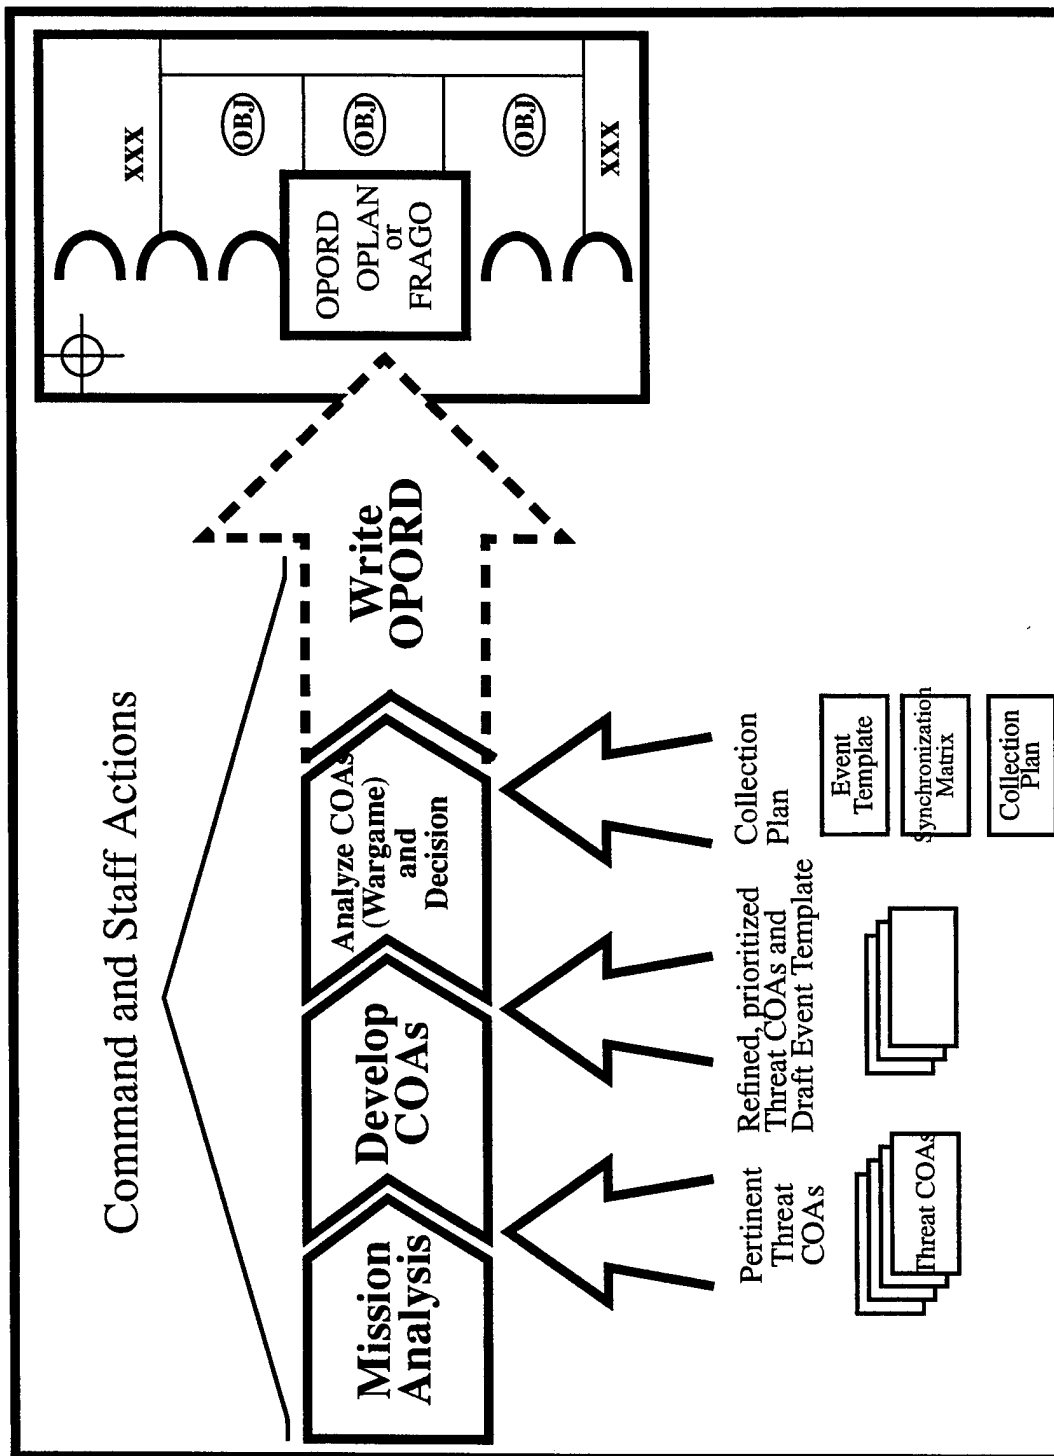 Command and Staff Actions
Mission
Analysis
Develop
COAs
Analyze COAs
(Wargame)
and
Decision
Write
OPORD
xxx
OBJ
OBJ
OBJ
xxx
OPORD
OPLAN
or
FRAGO
Pertinent
Threat
COAs
Threat COAs
Refined, prioritized
Threat COAs and
Draft Event Template
Collection
Plan
Event
Template
Synchronization
Matrix
Collection
Plan